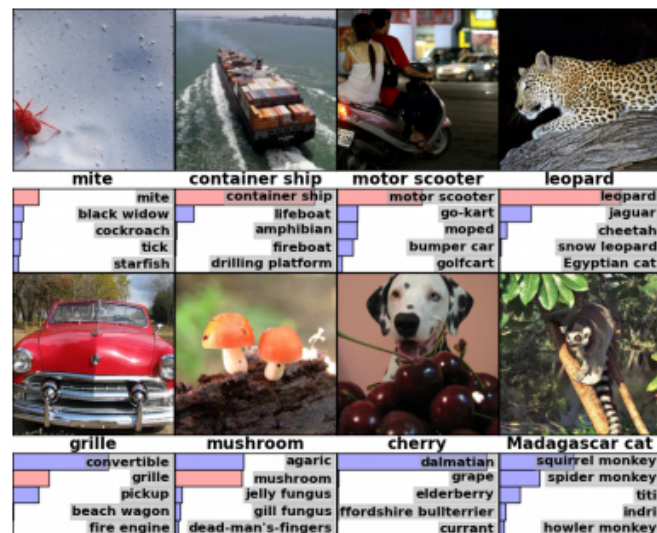 mite container ship motor scooter leopard
mite container ship motor scooter leopard
black widow lifeboat go-kart jaguar
cockroach amphibian moped cheetah
tick fireboat bumper car snow leopard
starfish drilling platform golfcart Egyptian cat
grille mushroom cherry Madagascar cat
convertible agaric dalmatian squirrel monkey
grille mushroom grape spider monkey
pickup jelly fungus elderberry titi
beach wagon gill fungus ffordshire bullterrier indri
fire engine dead-man's-fingers currant howler monkey